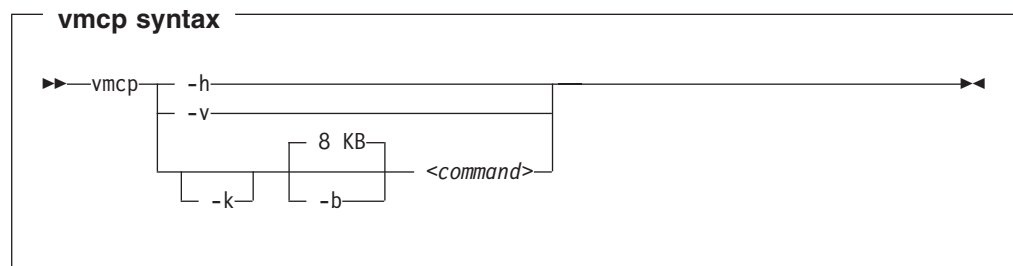 vmcp syntax
vmcp -h
-v
8 KB
-k -b <command>